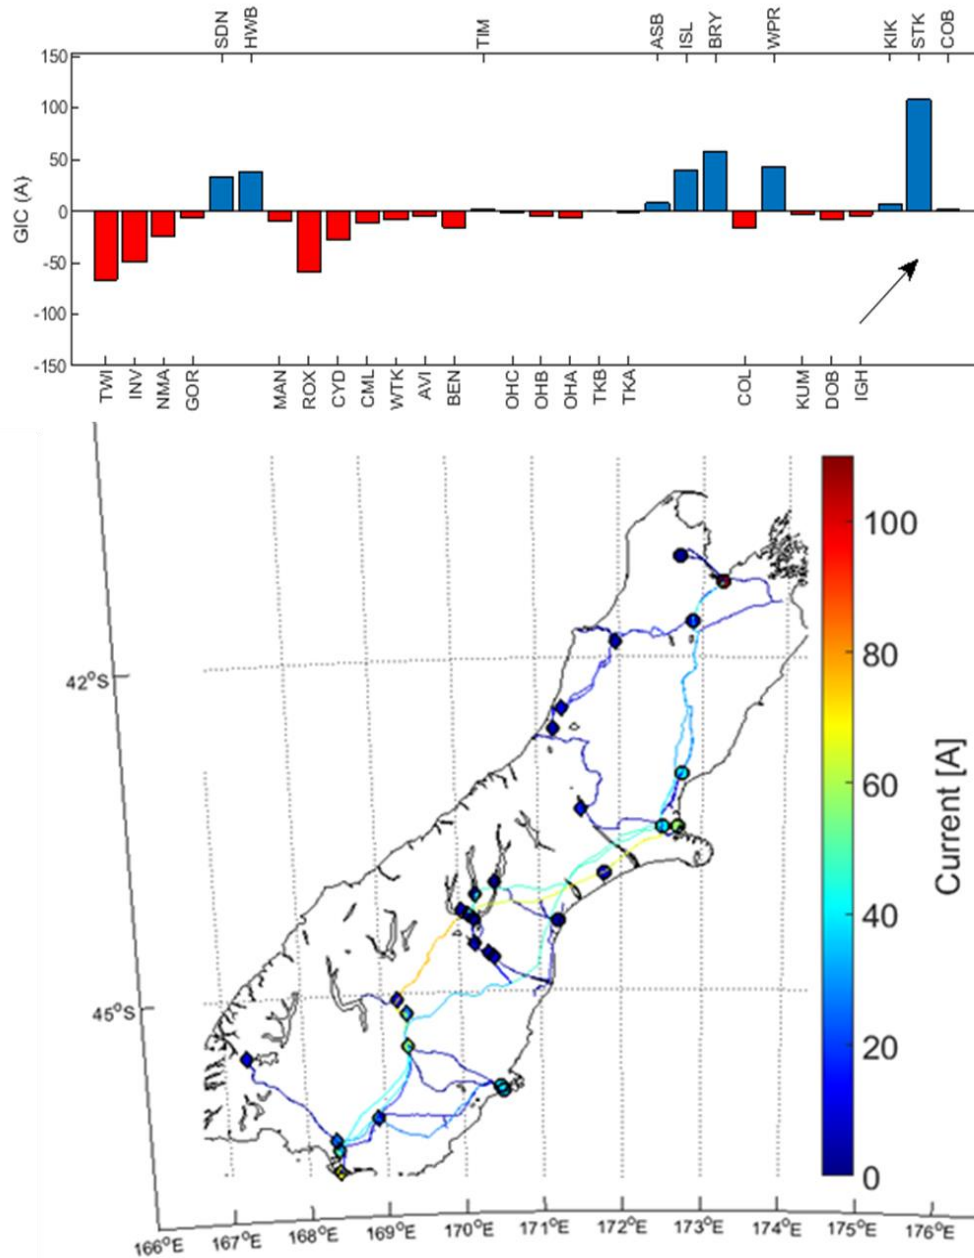 SDN HWB TIM ASB ISL BRY WPR KIK STK COB
150
100
50
0
-50
-100
-150
GIC (A)
TWI INV NMA GOR MAN ROX CYD CML WTK AVI BEN OHC OHB OHA TKB TKA COL KUM DOB IGH
42°S
45°S
166°E 167°E 168°E 169°E 170°E 171°E 172°E 173°E 174°E 175°E 176°E
100
80
60
40
20
0
Current [A]